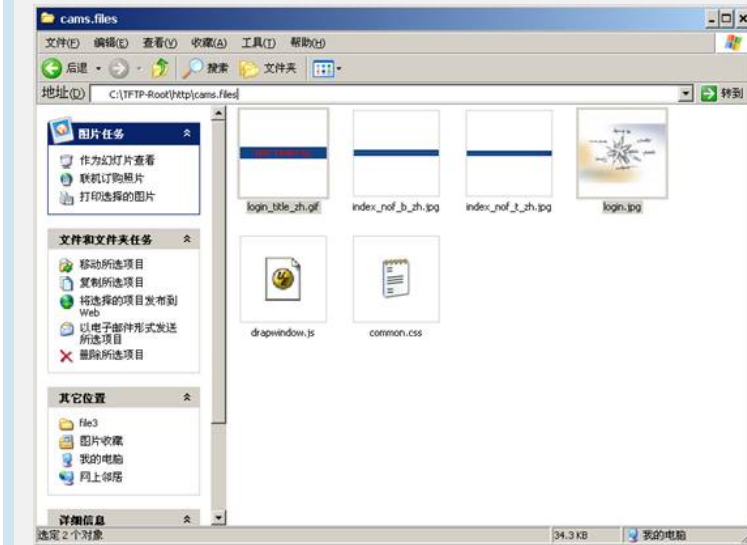 cams.files
文件(F) 编辑(E) 查看(V) 收藏(A) 工具(T) 帮助(H)
后退 搜索 文件夹
地址(D) C:\TFTP-Root\http\cams.files 转到
图片任务
作为幻灯片查看
联机订购照片
打印选择的图片
文件和文件夹任务
移动所选项目
复制所选项目
将选择的项目发布到
Web
以电子邮件形式发送
所选项目
删除所选项目
其它位置
file3
图片收藏
我的电脑
网上邻居
详细信息
login_title_zh.gif index_nof_b_zh.jpg index_nof_t_zh.jpg login.jpg
drapwindow.js common.css
选定 2 个对象 34.3 KB 我的电脑